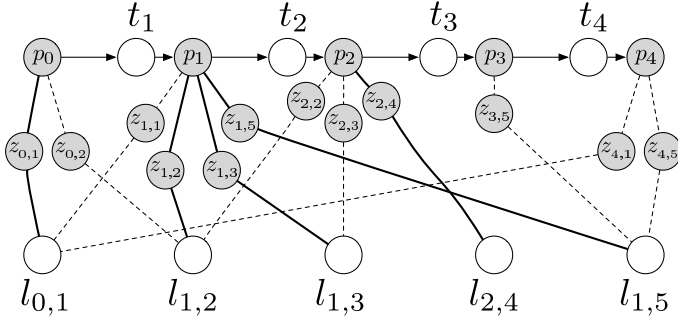 t₁ t₂ t₃ t₄
p₀ p₁ p₂ p₃ p₄
z₂,₂ z₂,₄
z₁,₁ z₁,₅ z₂,₃ z₃,₅
z₀,₁ z₀,₂ z₄,₁ z₄,₅
z₁,₂ z₁,₃
l₀,₁ l₁,₂ l₁,₃ l₂,₄ l₁,₅